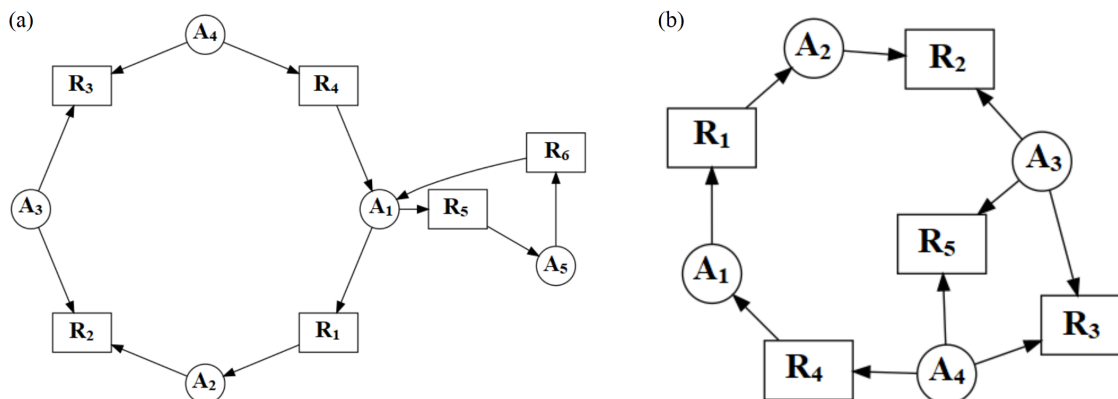 (a)
A₄
R₃
R₄
R₆
A₃
A₁
R₅
A₅
R₂
R₁
A₂
(b)
A₂
R₂
R₁
A₃
R₅
A₁
R₃
R₄
A₄